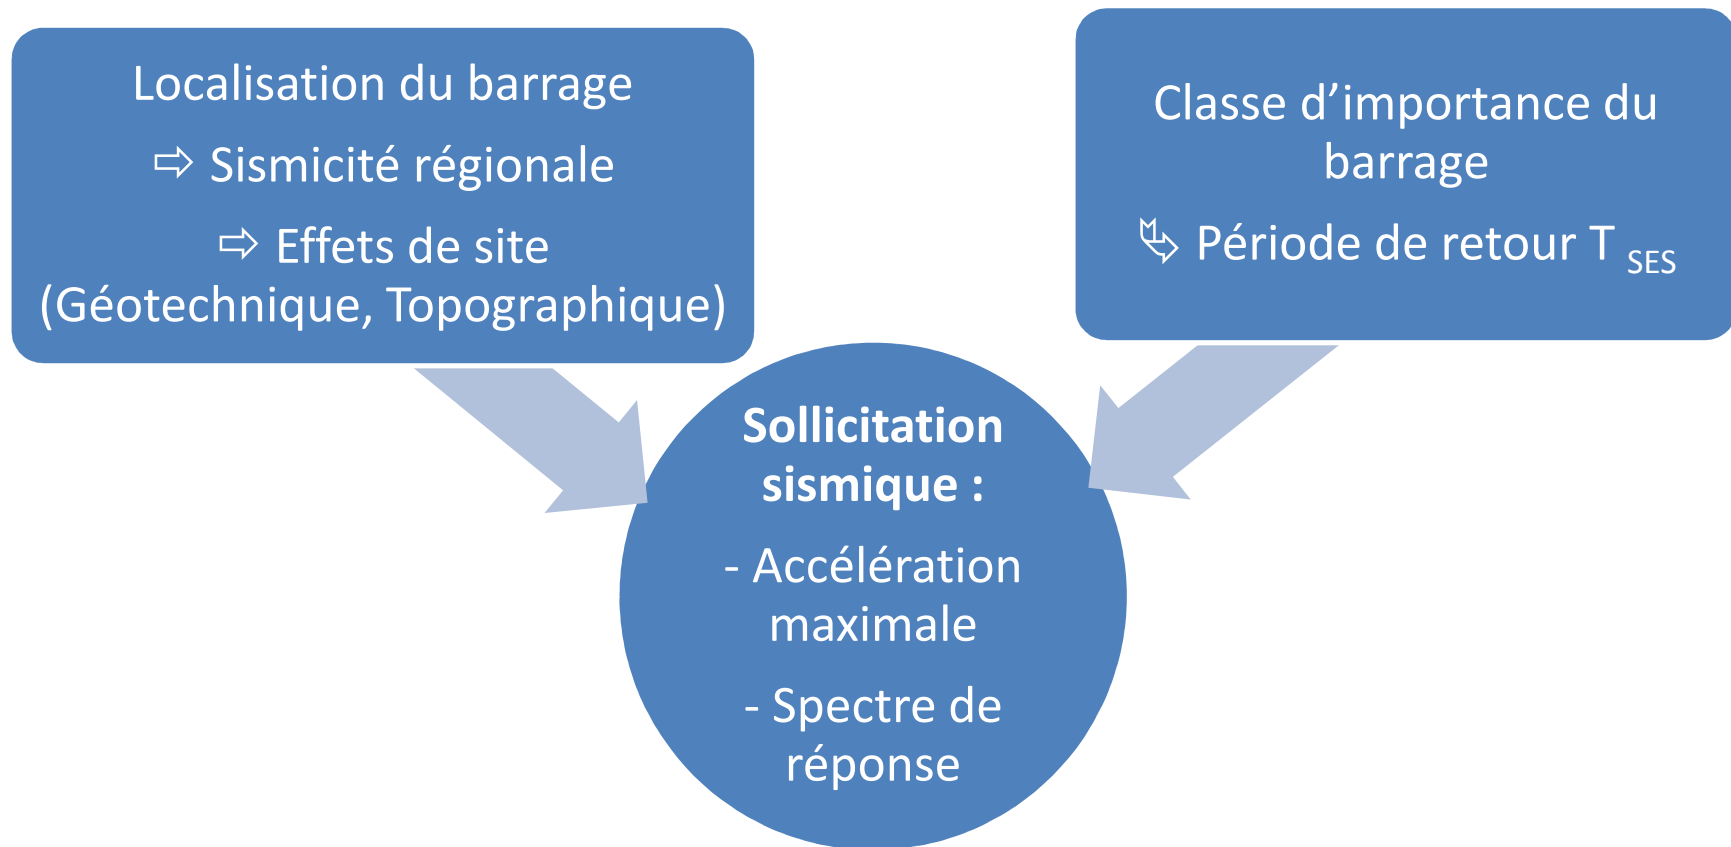 Localisation du barrage
⇨ Sismicité régionale
⇨ Effets de site
(Géotechnique, Topographique)
Classe d’importance du
barrage
⮱ Période de retour T SES
Sollicitation
sismique :
- Accélération
maximale
- Spectre de
réponse